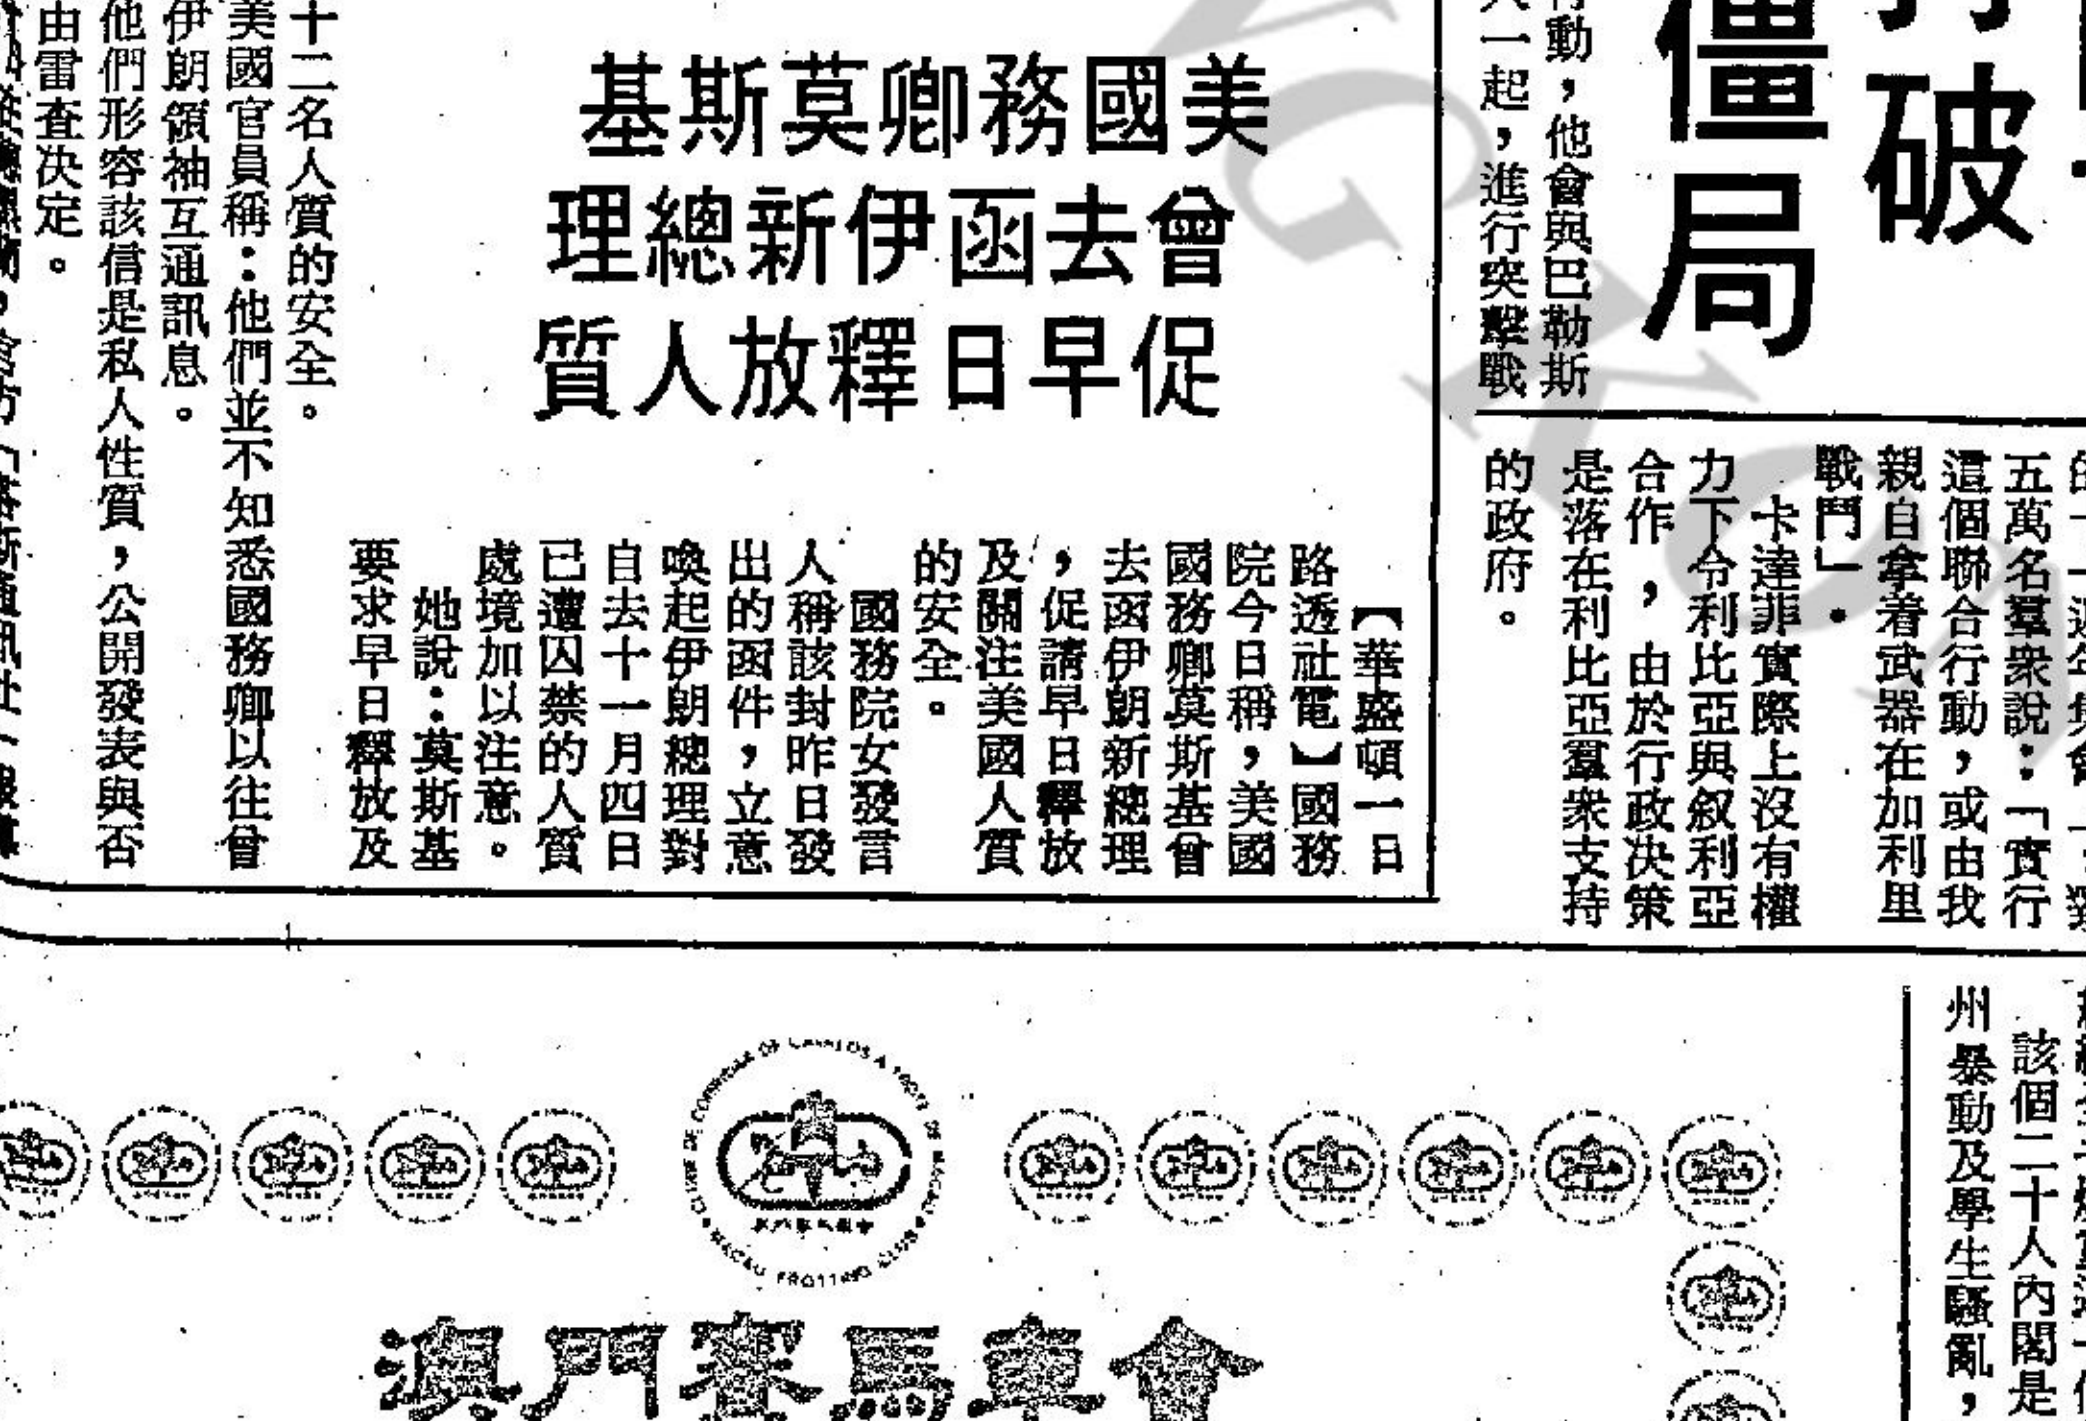 動，他會與巴勒斯
一起，進行突擊戰
破
僵局
五萬名羣衆說：「實行
這個聯合行動，或由我
親自拿着武器在加利里
戰鬥」。
卡達菲實際上沒有權
力下令利比亞與叙利亞
合作，由於行政决策
是落在利比亞羣衆支持
的政府。
美國務卿莫斯基
曾去函伊新總理
促早日釋放人質
【華盛頓一日
路透社電】國務
院今日稱，美國
國務卿莫斯基曾
去函伊朗新總理
，促請早日釋放
及關注美國人質
的安全。
國務院女發言
人稱該封昨日發
出的函件，立意
喚起伊朗總理對
自去十一月四日
已遭囚禁的人質
處境加以注意。
她說：莫斯基
要求早日釋放及
十二名人質的安全。
美國官員稱：他們並不知悉國務卿以往曾
伊朗領袖互通訊息。
他們形容該信是私人性質，公開發表與否
由雷査决定。
該個二十人內閣是
州暴動及學生騷亂，
MACAU TROTTING CLUB
澳門賽馬車會